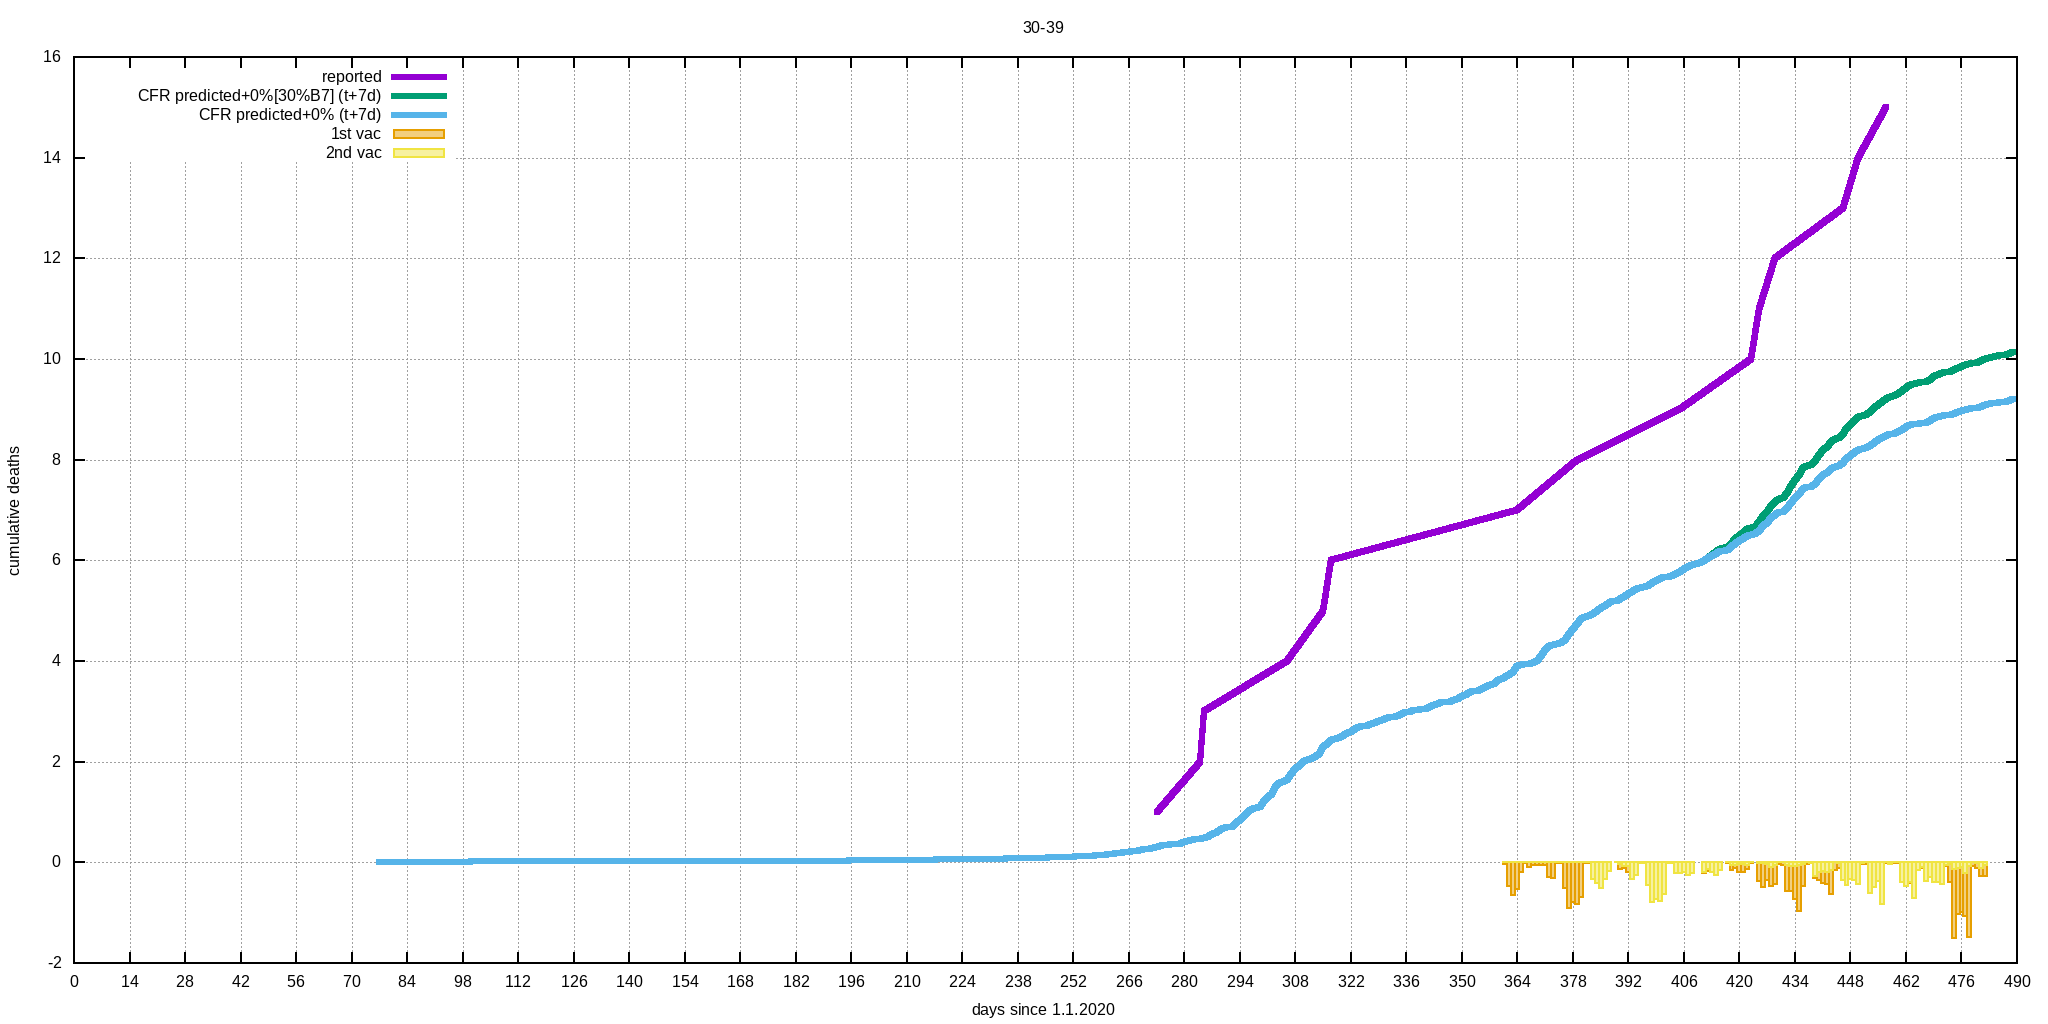 30-39
16
14
12
10
8
6
4
2
0
-2
cumulative deaths
reported
CFR predicted+0%[30%B7] (t+7d)
CFR predicted+0% (t+7d)
1st vac
2nd vac
0 14 28 42 56 70 84 98 112 126 140 154 168 182 196 210 224 238 252 266 280 294 308 322 336 350 364 378 392 406 420 434 448 462 476 490
days since 1.1.2020